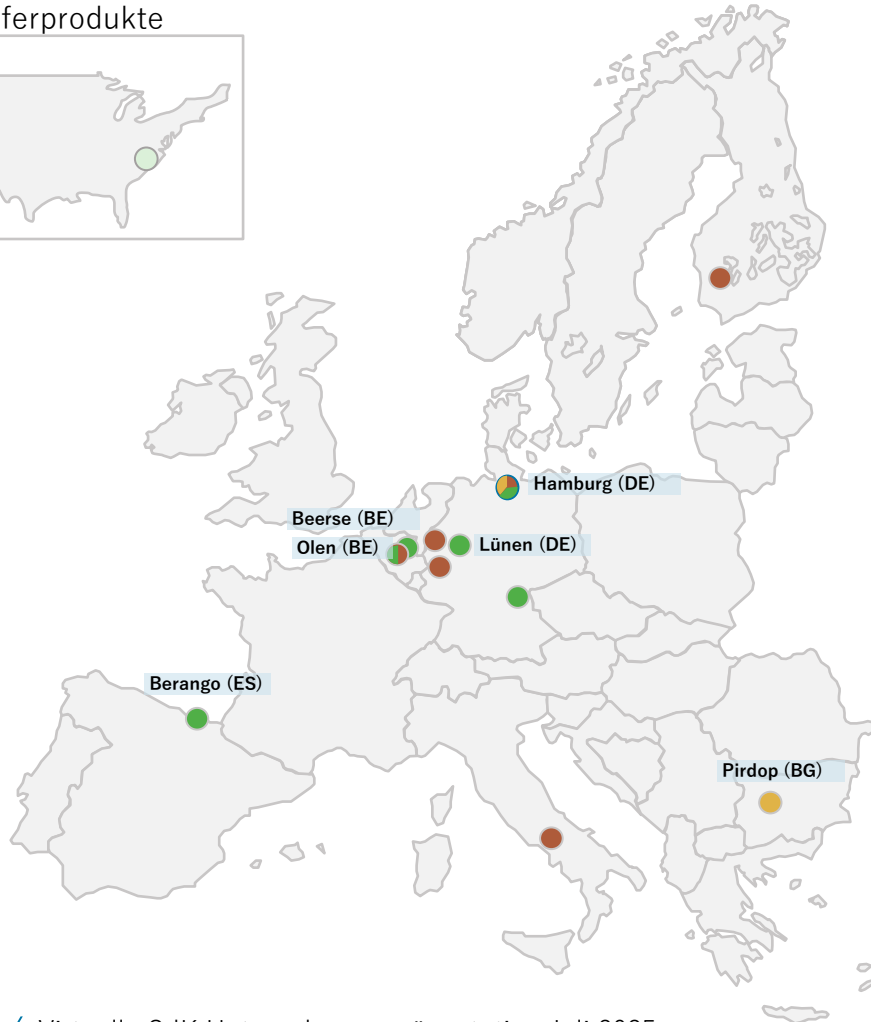 ferprodukte
Hamburg (DE)
Beerse (BE)
Olen (BE)
Lünen (DE)
Berango (ES)
Pirdop (BG)